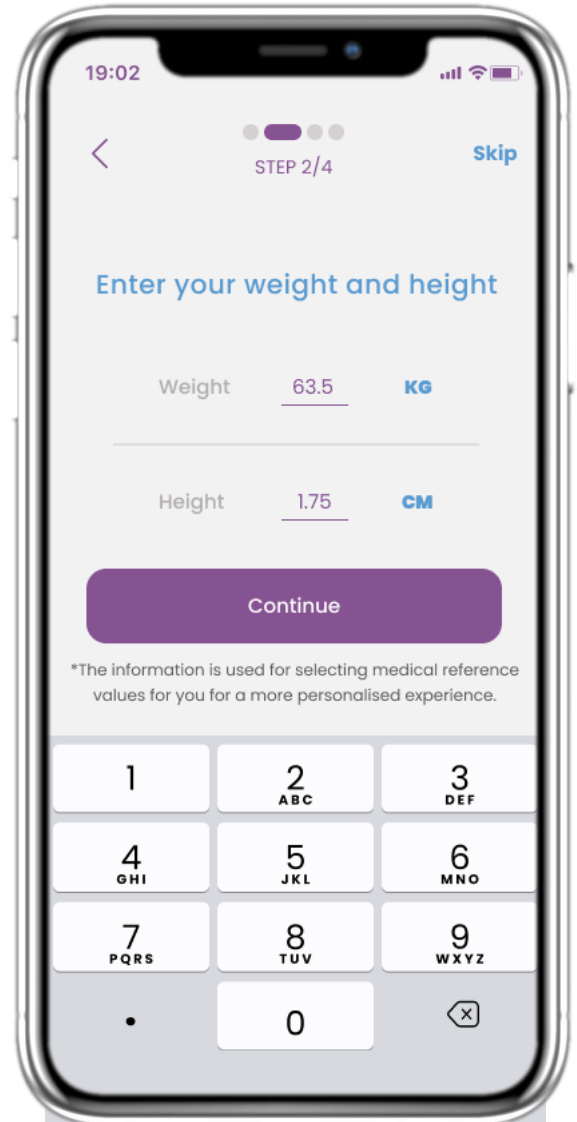 19:02
STEP 2/4
Skip
Enter your weight and height
Weight 63.5 KG
Height 1.75 CM
Continue
*The information is used for selecting medical reference
values for you for a more personalised experience.
1 2 3
ABC DEF
4 5 6
GHI JKL MNO
7 8 9
PQRS TUV WXYZ
. 0